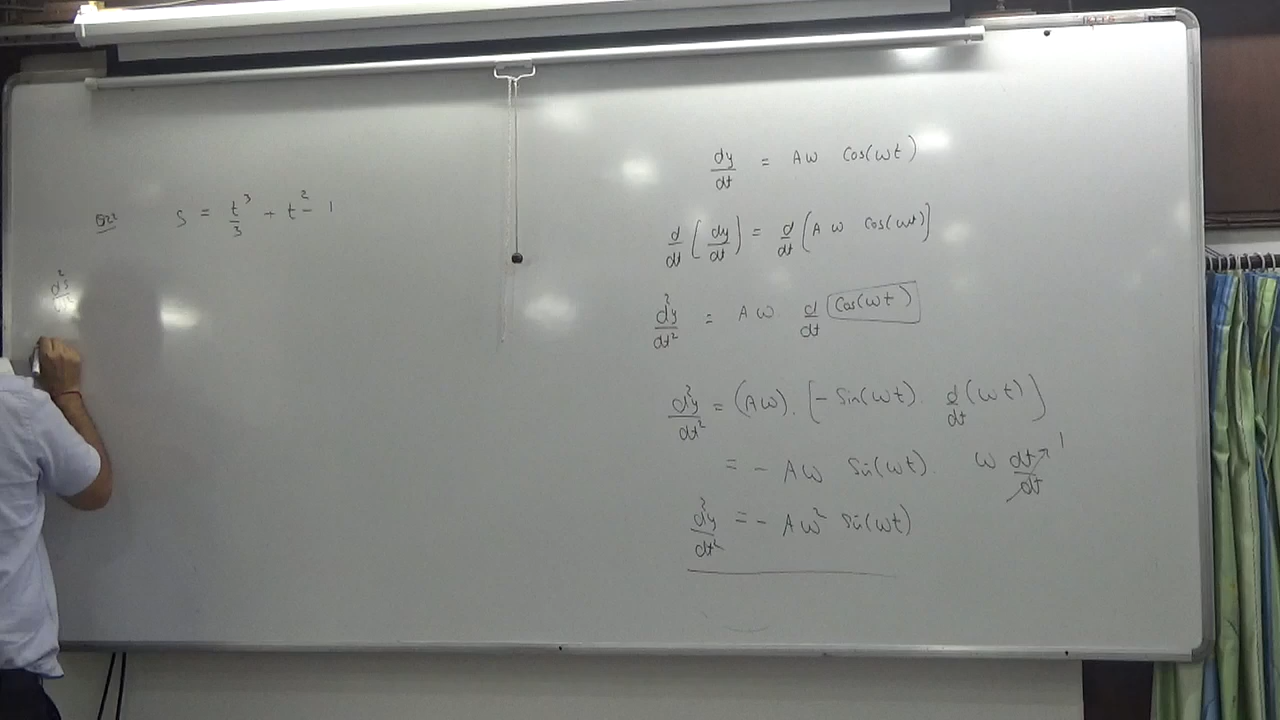 S = t³/3 + t² - 1
d²s
dy/dt = Aω Cos(ωt)
d/dt (dy/dt) = d/dt [Aω Cos(ωt)]
d²y/dt² = Aω d/dt Cos(ωt)
d²y/dt² = (Aω). [- Sin(ωt). d/dt (ωt)]
= - Aω Sin(ωt). ω dt/dt 1
d²y/dt² = - Aω² Sin(ωt)